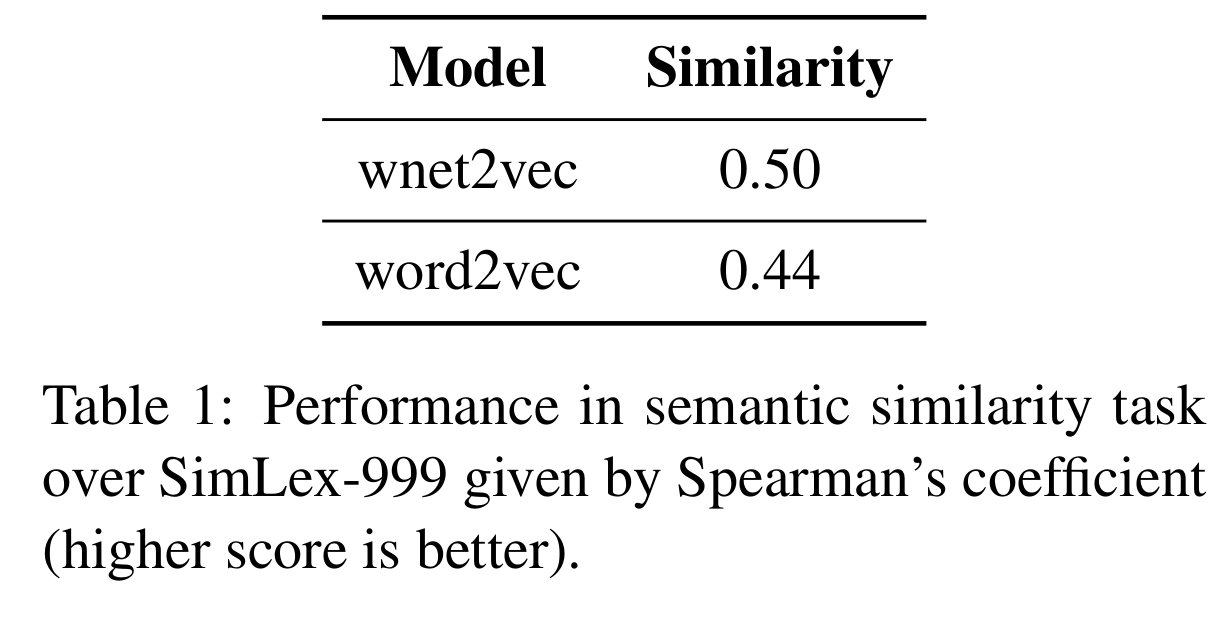 Model Similarity
wnet2vec 0.50
word2vec 0.44
Table 1: Performance in semantic similarity task
over SimLex-999 given by Spearman’s coefficient
(higher score is better).